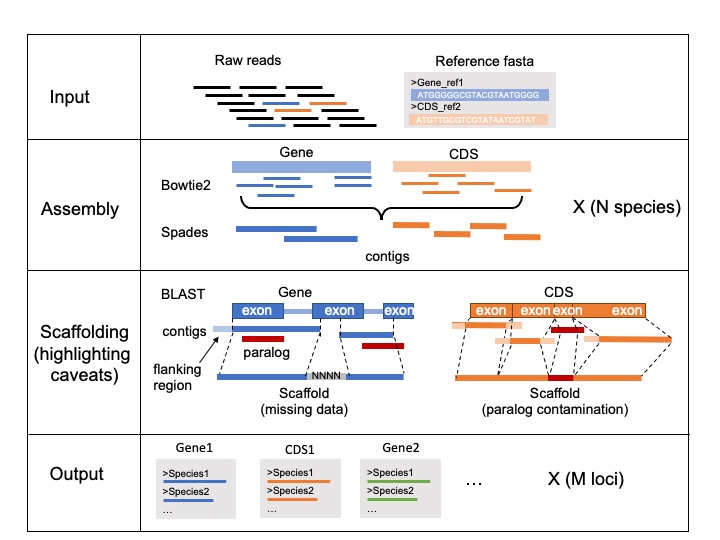 Input
Raw reads
Reference fasta
>Gene_ref1
ATGGGGGCGTACGTAATGGGG
>CDS_ref2
ATGTTGCGTCGTATAATCGTAT
Assembly
Gene
CDS
Bowtie2
X (N species)
Spades
contigs
Scaffolding
(highlighting
caveats)
BLAST
Gene
CDS
exon exon exon
exon exon exon exon
contigs
paralog
flanking
region
NNNN
Scaffold
(missing data)
Scaffold
(paralog contamination)
Output
Gene1
CDS1
Gene2
>Species1
>Species2
...
>Species1
>Species2
...
>Species1
>Species2
...
...
X (M loci)